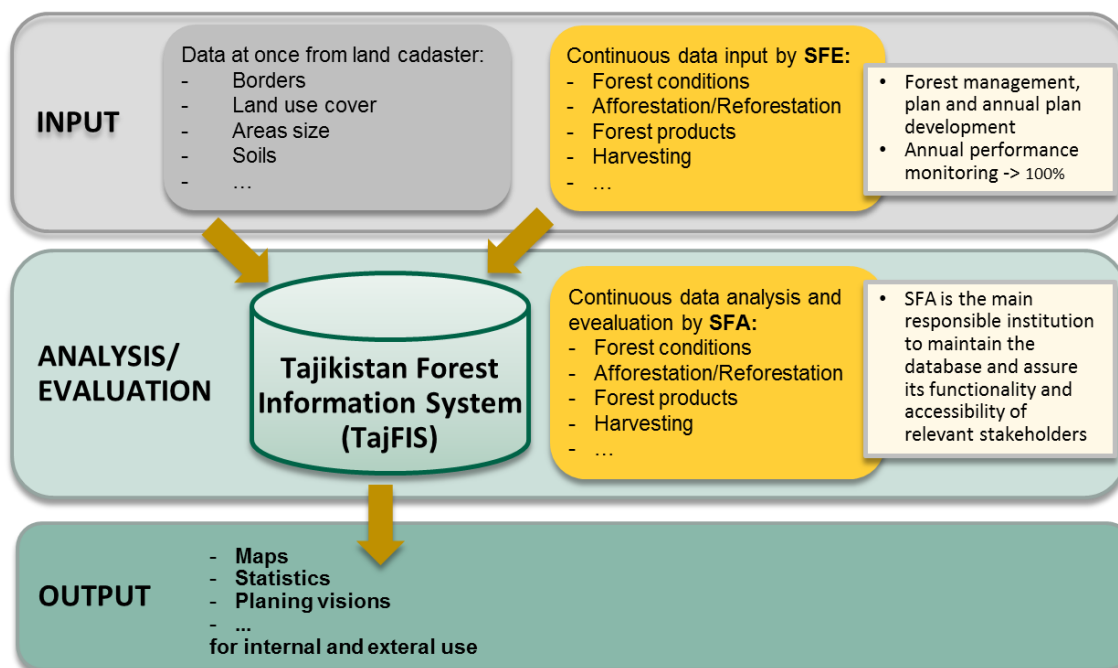 INPUT
Data at once from land cadaster:
- Borders
- Land use cover
- Areas size
- Soils
- ...
Continuous data input by SFE:
- Forest conditions
- Afforestation/Reforestation
- Forest products
- Harvesting
- ...
• Forest management,
plan and annual plan
development
• Annual performance
monitoring -> 100%
ANALYSIS/
EVALUATION
Tajikistan Forest
Information System
(TajFIS)
Continuous data analysis and
evealuation by SFA:
- Forest conditions
- Afforestation/Reforestation
- Forest products
- Harvesting
- ...
• SFA is the main
responsible institution
to maintain the
database and assure
its functionality and
accessibility of
relevant stakeholders
OUTPUT
- Maps
- Statistics
- Planing visions
- ...
for internal and exteral use